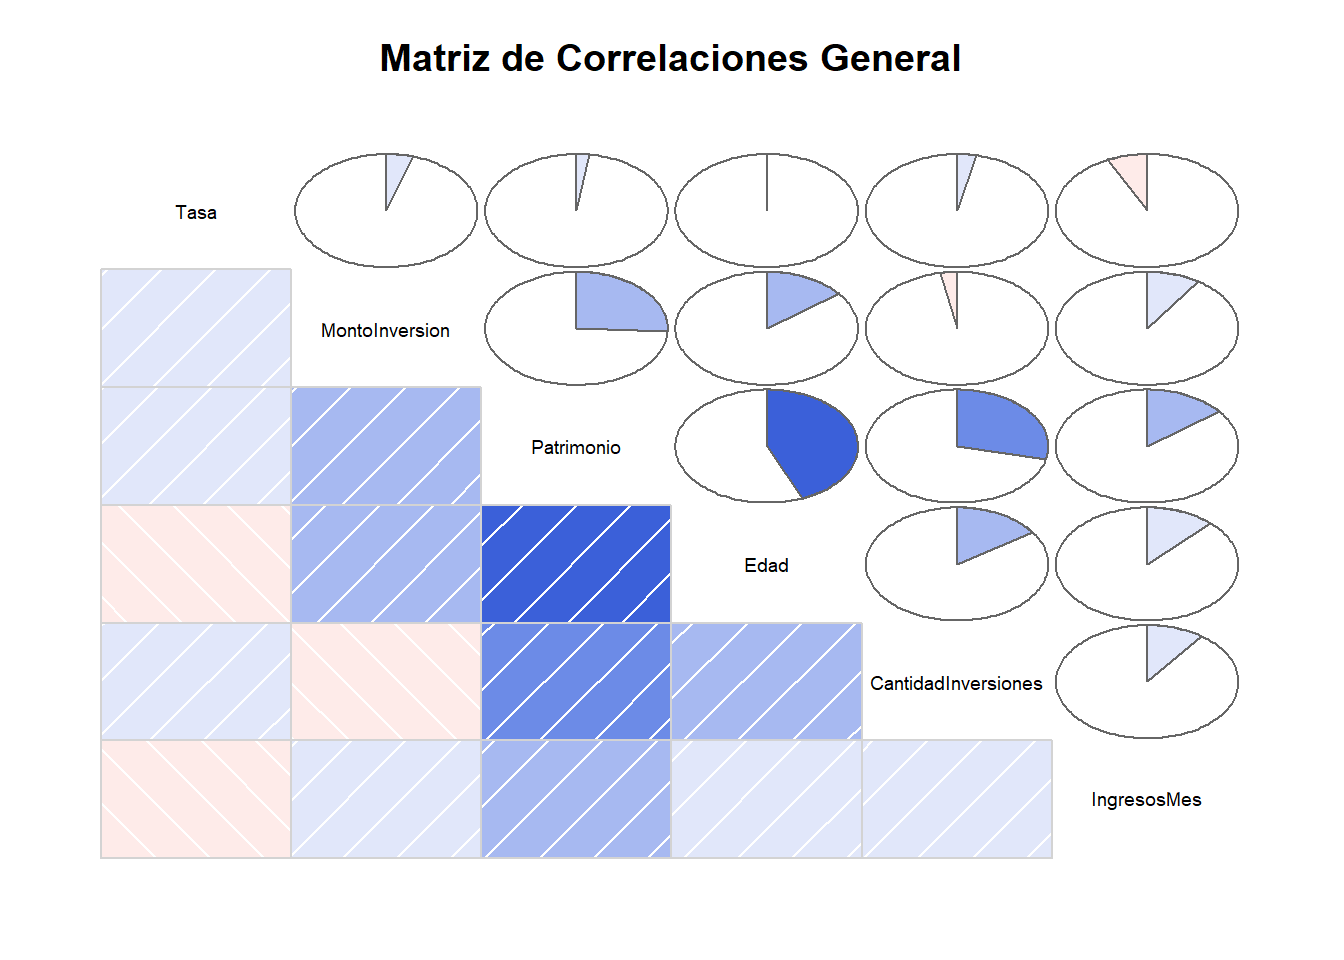 Matriz de Correlaciones General
Tasa
MontoInversion
Patrimonio
Edad
CantidadInversiones
IngresosMes